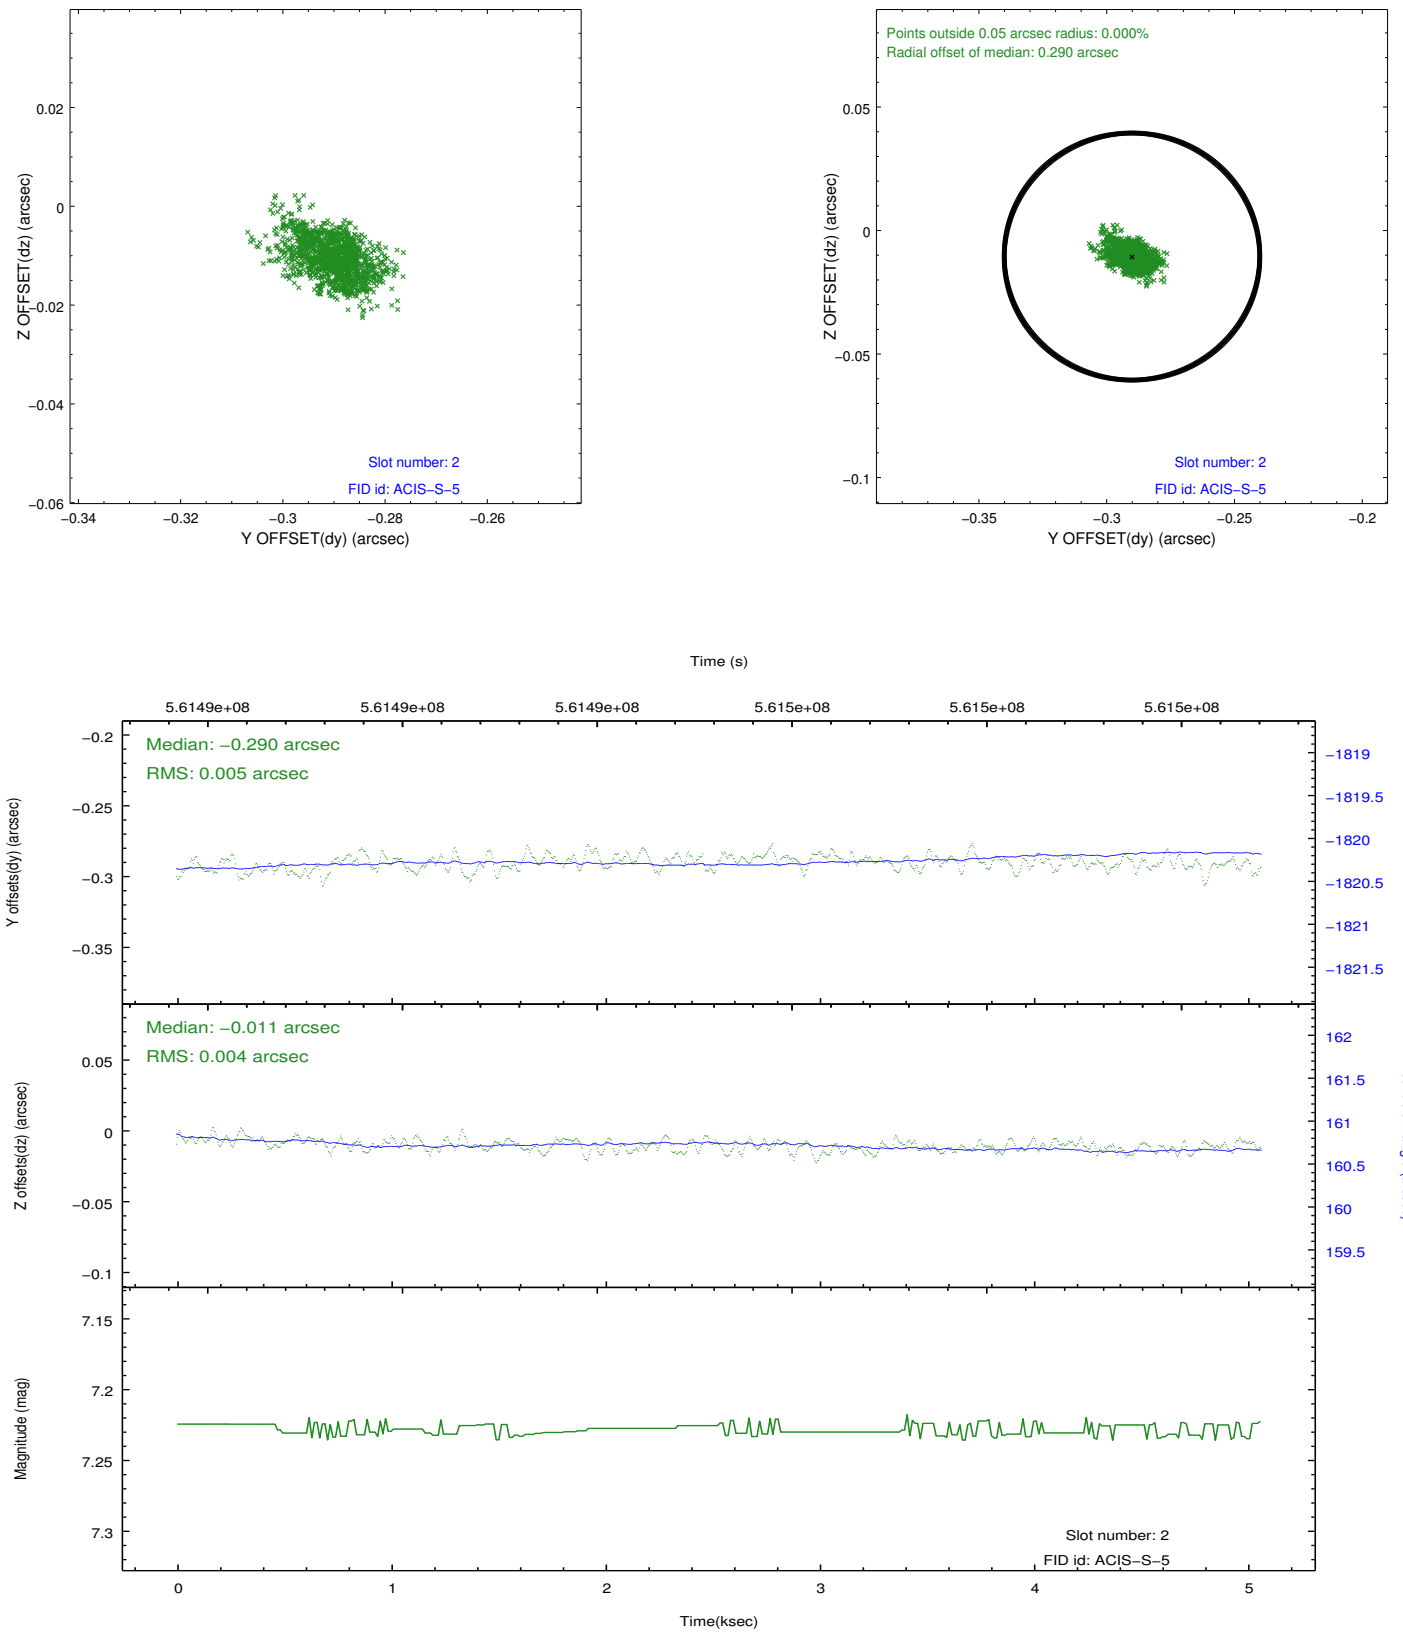 0.02
0
−0.02
−0.04
−0.06
Z OFFSET(dz) (arcsec)
Slot number: 2
FID id: ACIS−S−5
−0.34
−0.32
−0.3
−0.28
−0.26
Y OFFSET(dy) (arcsec)
Points outside 0.05 arcsec radius: 0.000%
Radial offset of median: 0.290 arcsec
0.05
0
−0.05
−0.1
Z OFFSET(dz) (arcsec)
Slot number: 2
FID id: ACIS−S−5
−0.35
−0.3
−0.25
−0.2
Y OFFSET(dy) (arcsec)
Time (s)
5.6149e+08
5.6149e+08
5.6149e+08
5.615e+08
5.615e+08
5.615e+08
Median: −0.290 arcsec
RMS: 0.005 arcsec
−0.2
−0.25
−0.3
−0.35
Y offsets(dy) (arcsec)
−1819
−1819.5
−1820
−1820.5
−1821
−1821.5
Median: −0.011 arcsec
RMS: 0.004 arcsec
0.05
0
−0.05
−0.1
Z offsets(dz) (arcsec)
162
161.5
161
160.5
160
159.5
7.15
7.2
7.25
7.3
Magnitude (mag)
Slot number: 2
FID id: ACIS−S−5
0
1
2
3
4
5
Time(ksec)